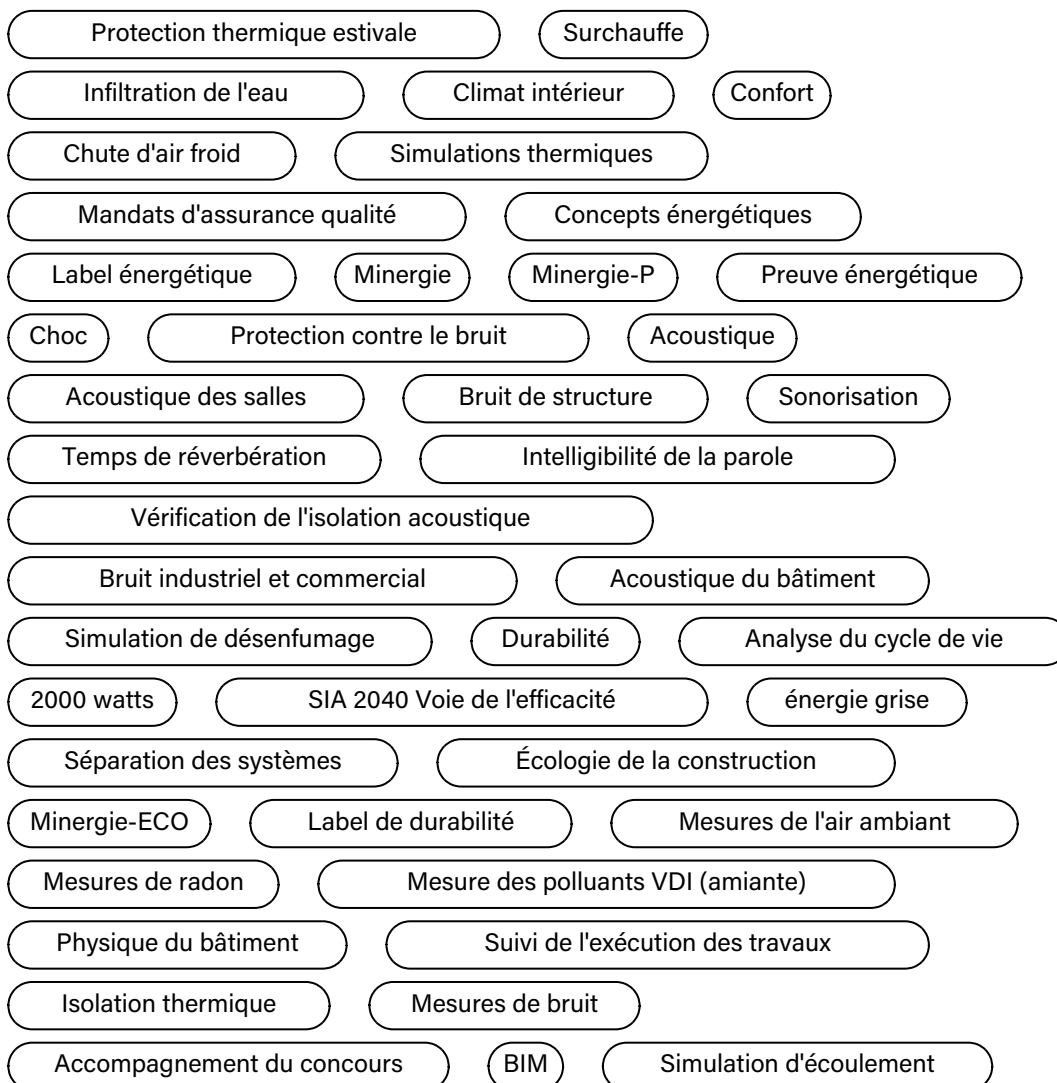 Protection thermique estivale Surchauffe
Infiltration de l'eau Climat intérieur Confort
Chute d'air froid Simulations thermiques
Mandats d'assurance qualité Concepts énergétiques
Label énergétique Minergie Minergie-P Preuve énergétique
Choc Protection contre le bruit Acoustique
Acoustique des salles Bruit de structure Sonorisation
Temps de réverbération Intelligibilité de la parole
Vérification de l'isolation acoustique
Bruit industriel et commercial Acoustique du bâtiment
Simulation de désenfumage Durabilité Analyse du cycle de vie
2000 watts SIA 2040 Voie de l'efficacité énergie grise
Séparation des systèmes Écologie de la construction
Minergie-ECO Label de durabilité Mesures de l'air ambiant
Mesures de radon Mesure des polluants VDI (amiante)
Physique du bâtiment Suivi de l'exécution des travaux
Isolation thermique Mesures de bruit
Accompagnement du concours BIM Simulation d'écoulement